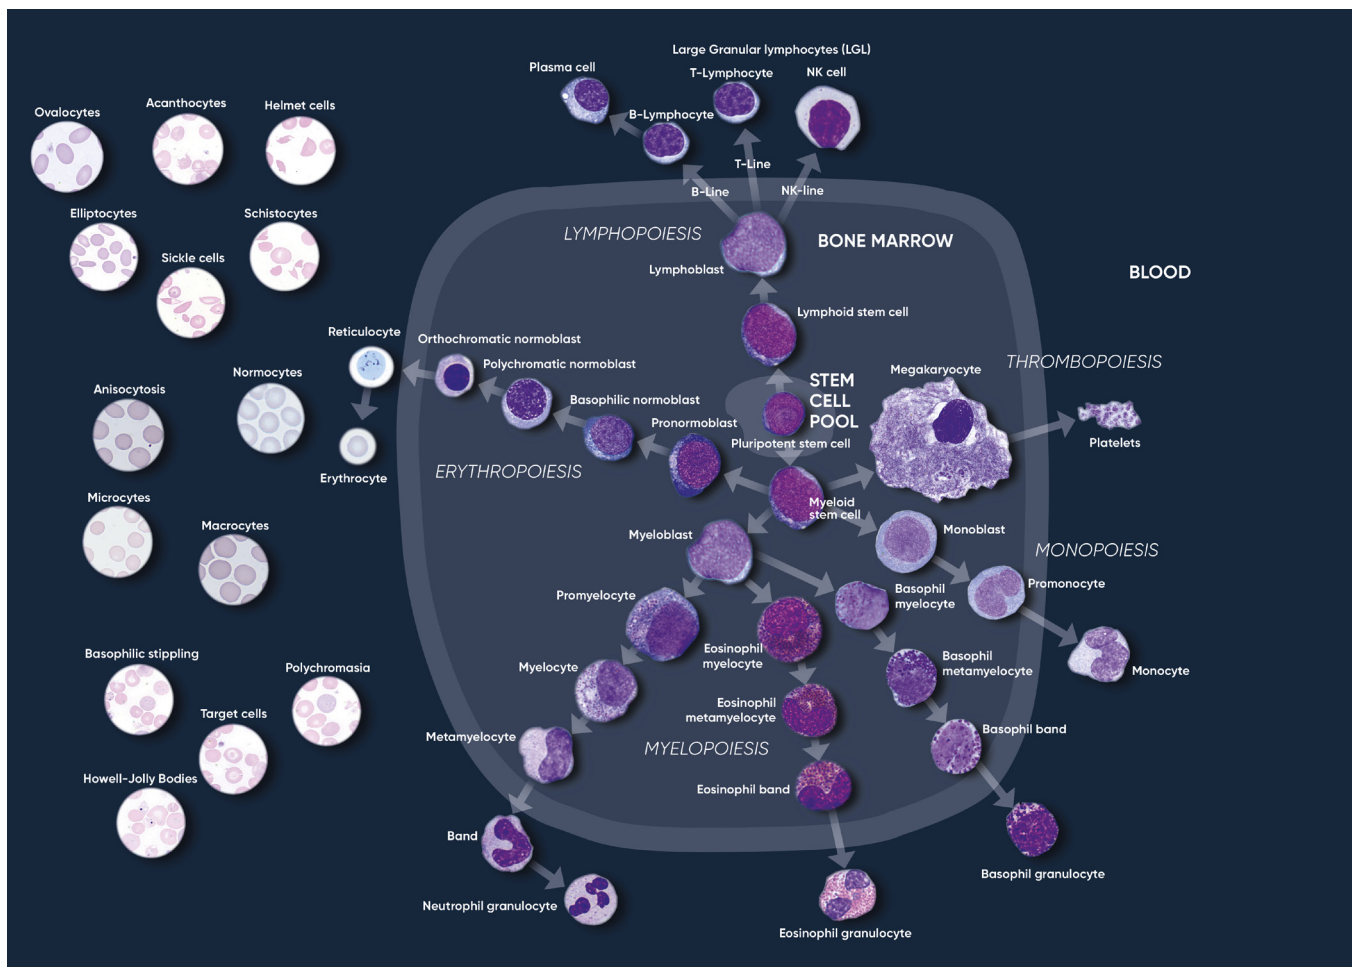 Large Granular lymphocytes (LGL)
Plasma cell
T-Lymphocyte
NK cell
B-Lymphocyte
T-Line
B-Line
NK-line
Ovalocytes
Acanthocytes
Helmet cells
Elliptocytes
Schistocytes
Sickle cells
LYMPHOPOIESIS
BONE MARROW
BLOOD
Lymphoblast
Lymphoid stem cell
Reticulocyte
Orthochromatic normoblast
Polychromatic normoblast
Basophilic normoblast
Pronormoblast
STEM
CELL
POOL
Pluripotent stem cell
Megakaryocyte
THROMBOPOIESIS
Platelets
Anisocytosis
Normocytes
Erythrocyte
ERYTHROPOIESIS
Microcytes
Macrocytes
Myeloid
stem cell
Myeloblast
Monoblast
MONOPOIESIS
Promonocyte
Monocyte
Promyelocyte
Basophil
myelocyte
Eosinophil
myelocyte
Myelocyte
Basophil
metamyelocyte
Eosinophil
metamyelocyte
Metamyelocyte
Basophil band
MYELOPOIESIS
Eosinophil band
Basophilic stippling
Polychromasia
Target cells
Howell-Jolly Bodies
Band
Neutrophil granulocyte
Eosinophil granulocyte
Basophil granulocyte